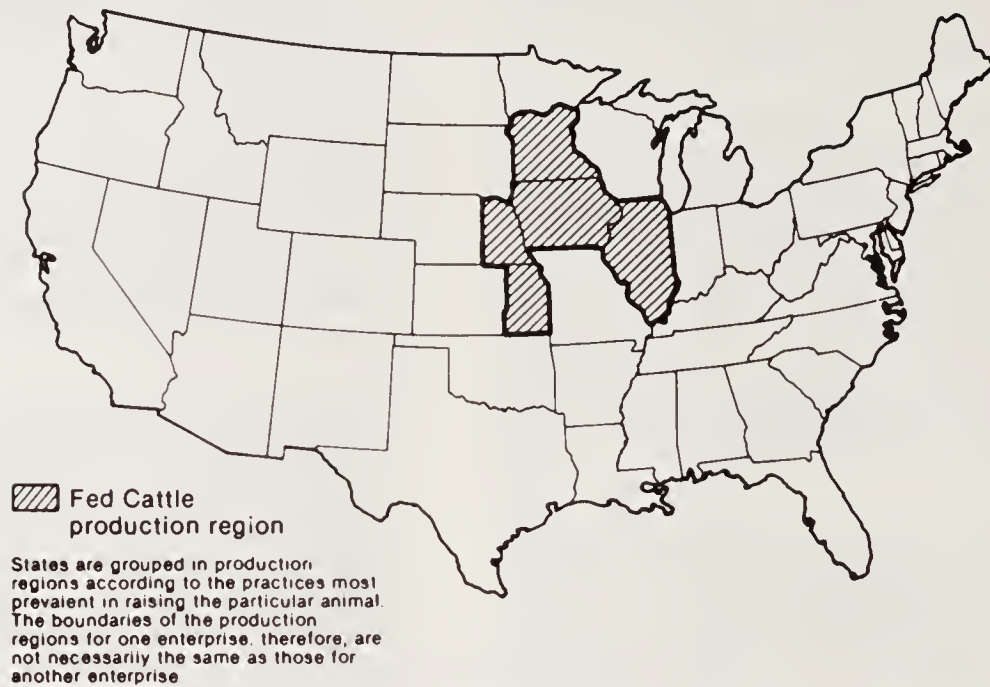 Fed Cattle
production region
States are grouped in production
regions according to the practices most
prevalent in raising the particular animal.
The boundaries of the production
regions for one enterprise, therefore, are
not necessarily the same as those for
another enterprise